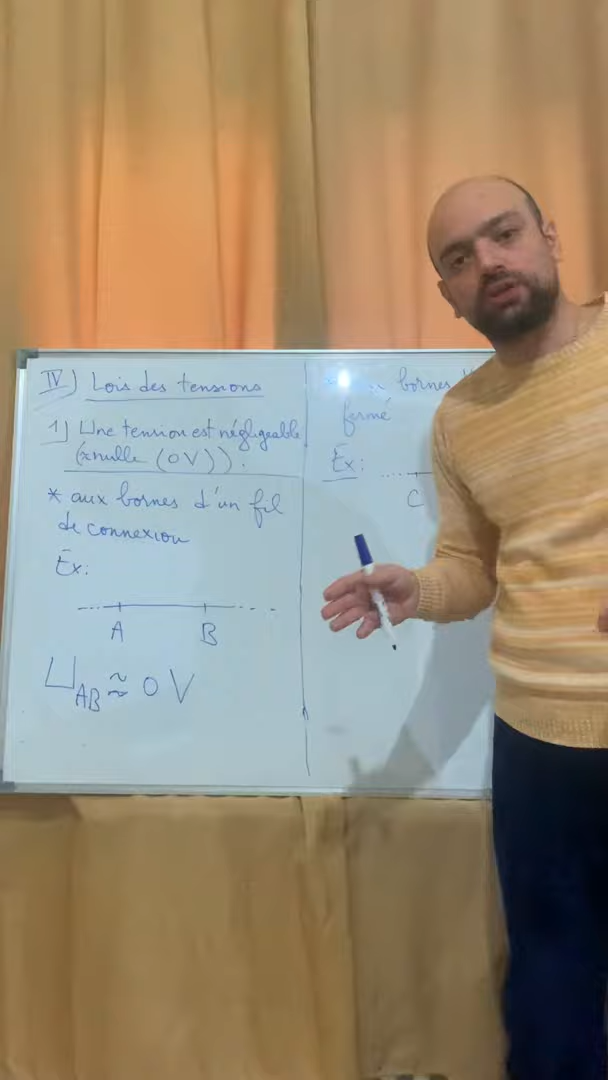 IV) Lois des tensions
1) Une tension est négligeable
(≈nulle (0V)).
* aux bornes d'un fil
de connexion
Ex:
A B
U_AB ≈ 0 V
bornes
fermé
Ex:
C